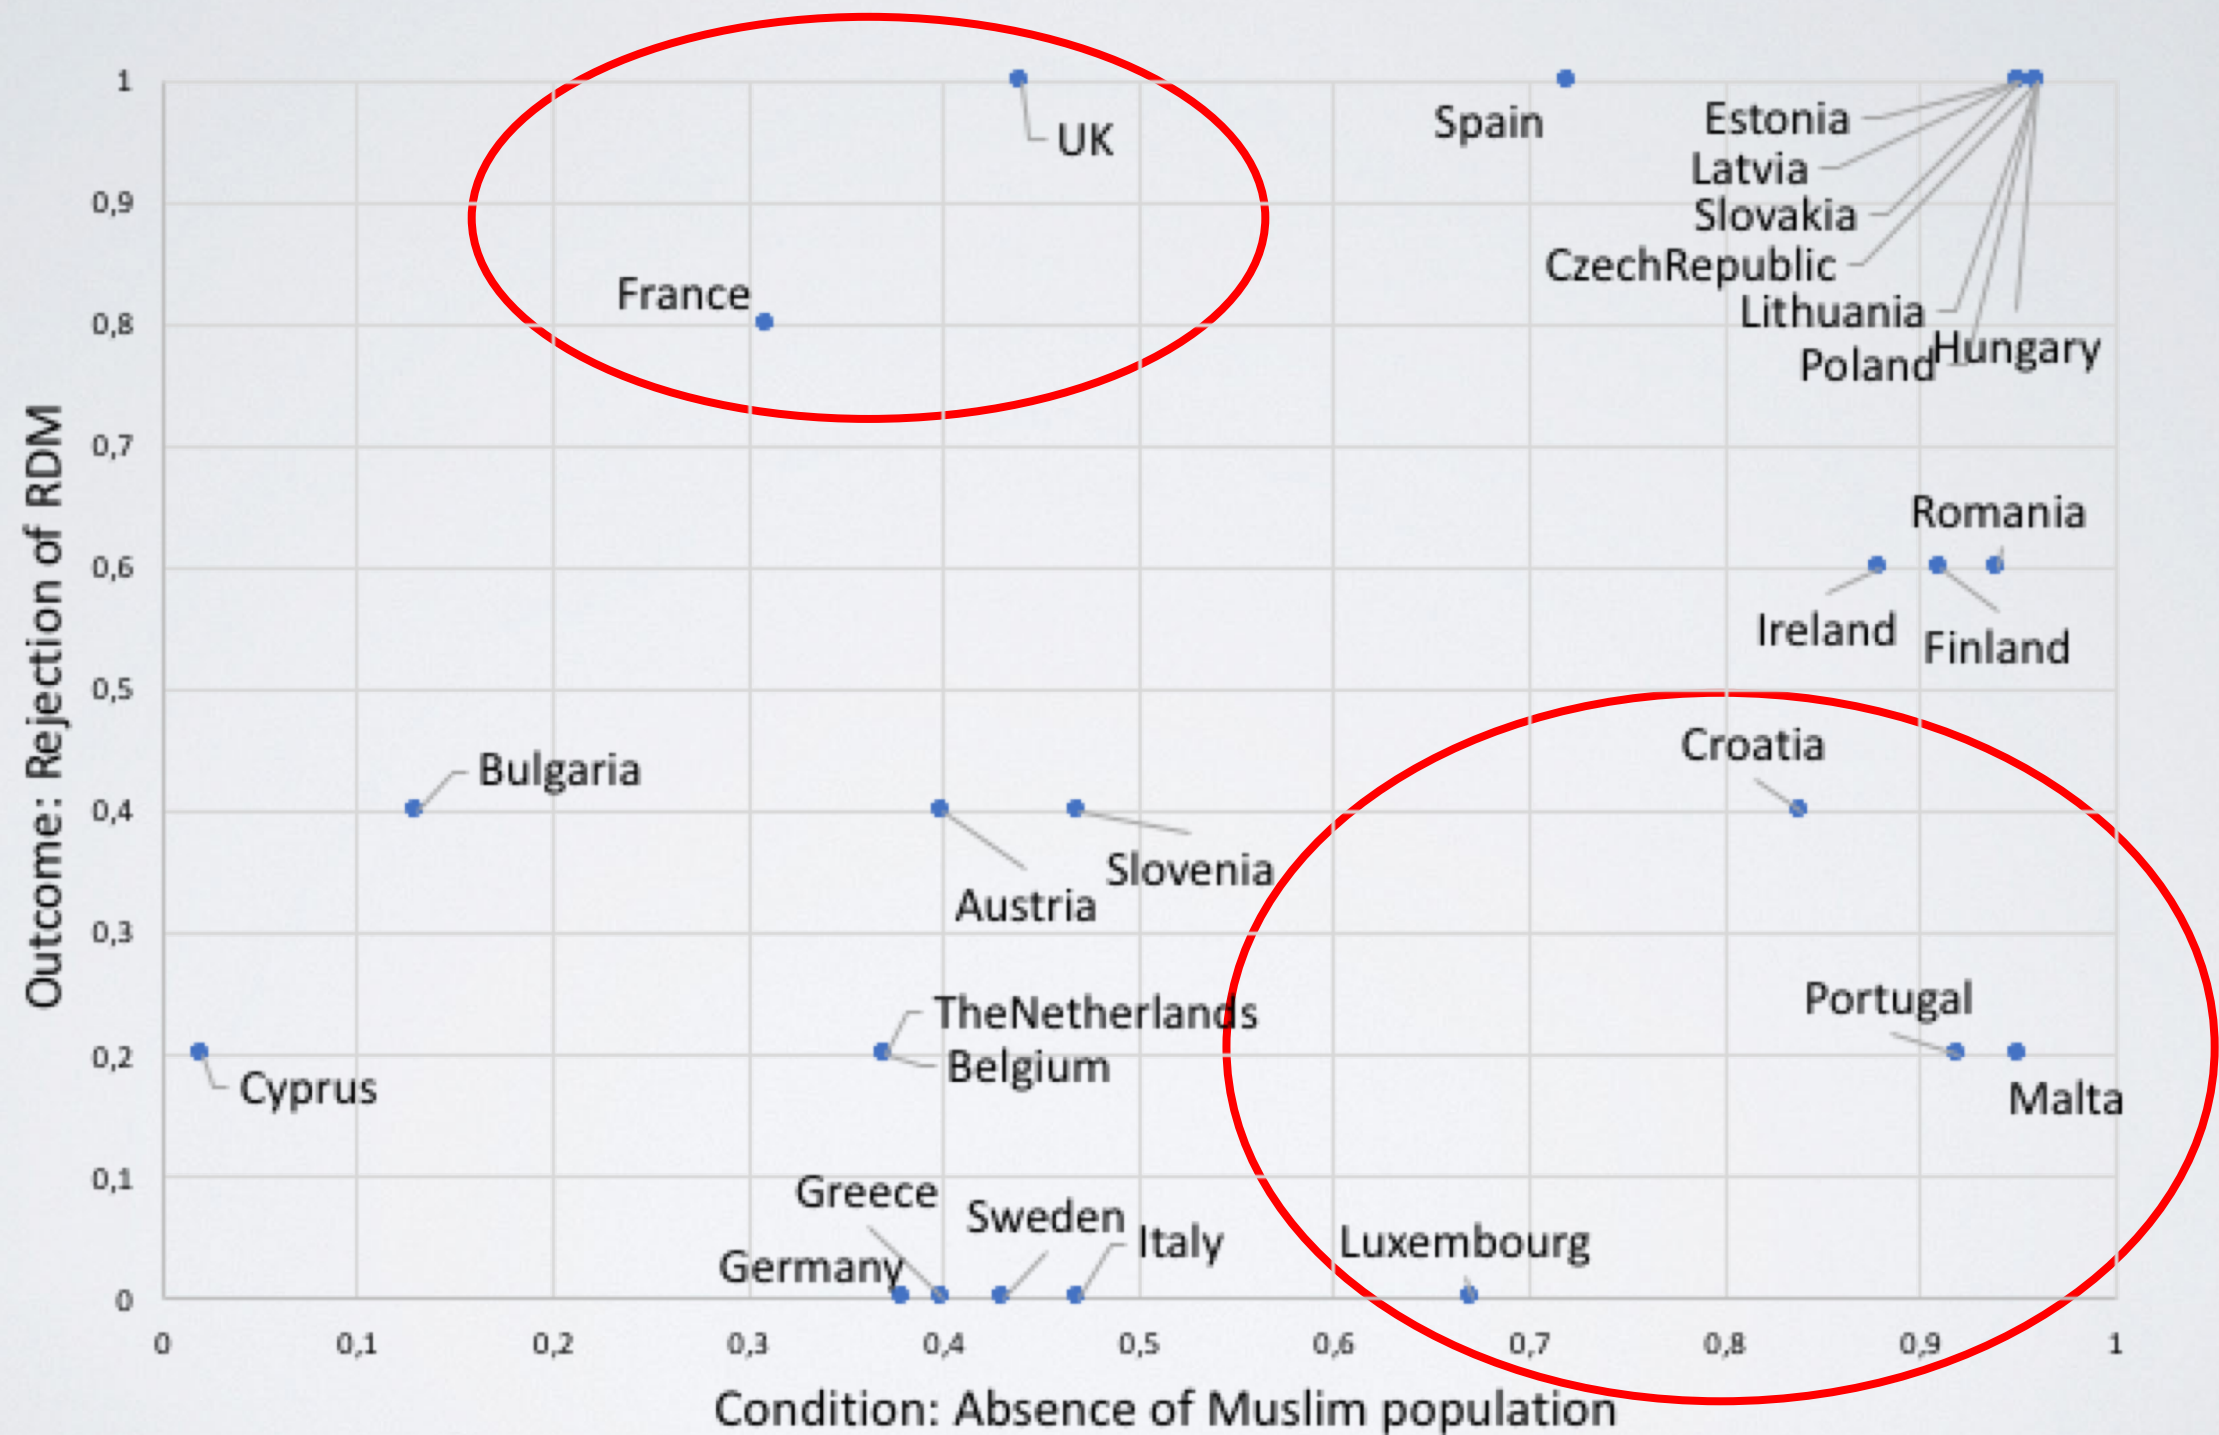 1
UK
Spain
Estonia
Latvia
0,9
Slovakia
CzechRepublic
France
0,8
Lithuania
Hungary
Poland
0,7
Outcome: Rejection of RDM
Romania
0,6
Ireland
Finland
0,5
Croatia
Bulgaria
0,4
Slovenia
Austria
0,3
Portugal
TheNetherlands
Belgium
0,2
Cyprus
Malta
0,1
Greece
Sweden
Italy
Luxembourg
Germany
0
0 0,1 0,2 0,3 0,4 0,5 0,6 0,7 0,8 0,9 1
Condition: Absence of Muslim population